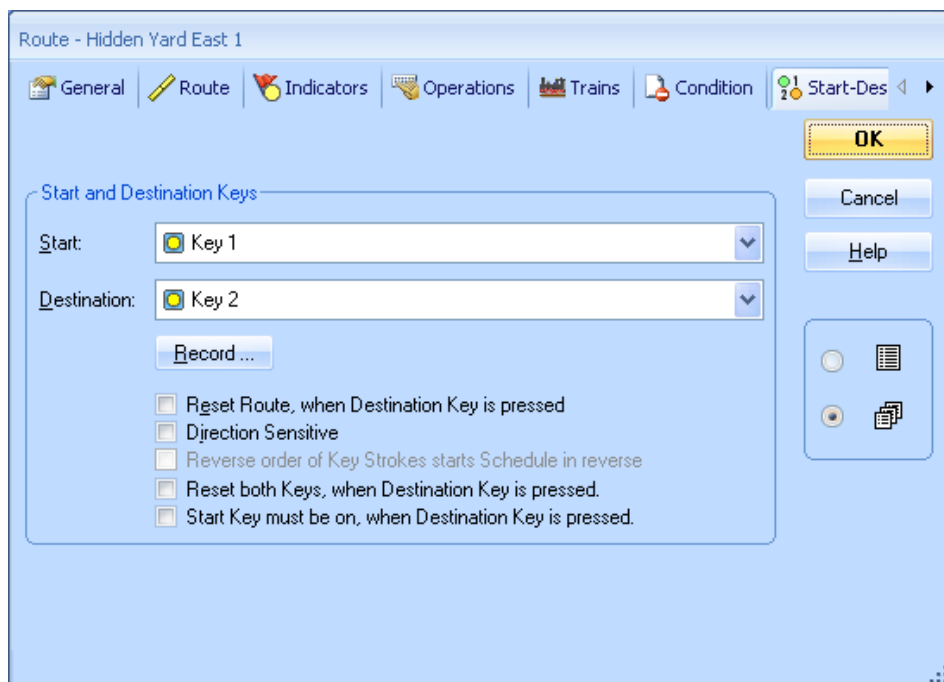 Route - Hidden Yard East 1
General Route Indicators Operations Trains Condition Start-Des
OK
Start and Destination Keys
Cancel
Start: Key 1
Help
Destination: Key 2
Record ...
Reset Route, when Destination Key is pressed
Direction Sensitive
Reverse order of Key Strokes starts Schedule in reverse
Reset both Keys, when Destination Key is pressed.
Start Key must be on, when Destination Key is pressed.